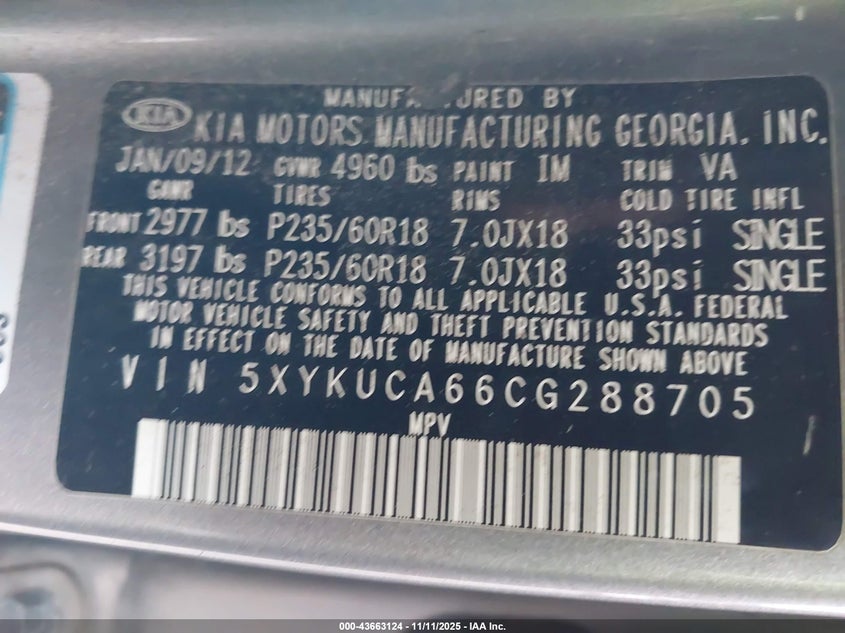 MANUFACTURED BY
KIA KIA MOTORS MANUFACTURING GEORGIA, INC.
JAN/09/12 GVWR 4960 lbs PAINT IM TRIM VA
GAWR TIRES RIMS COLD TIRE INFL
FRONT 2977 lbs P235/60R18 7.0JX18 33psi SINGLE
REAR 3197 lbs P235/60R18 7.0JX18 33psi SINGLE
THIS VEHICLE CONFORMS TO ALL APPLICABLE U.S.A. FEDERAL
MOTOR VEHICLE SAFETY AND THEFT PREVENTION STANDARDS
IN EFFECT ON THE DATE OF MANUFACTURE SHOWN ABOVE
VIN 5XYKUCA66CG288705
MPV
000-43663124 - 11/11/2025 - IAA Inc.